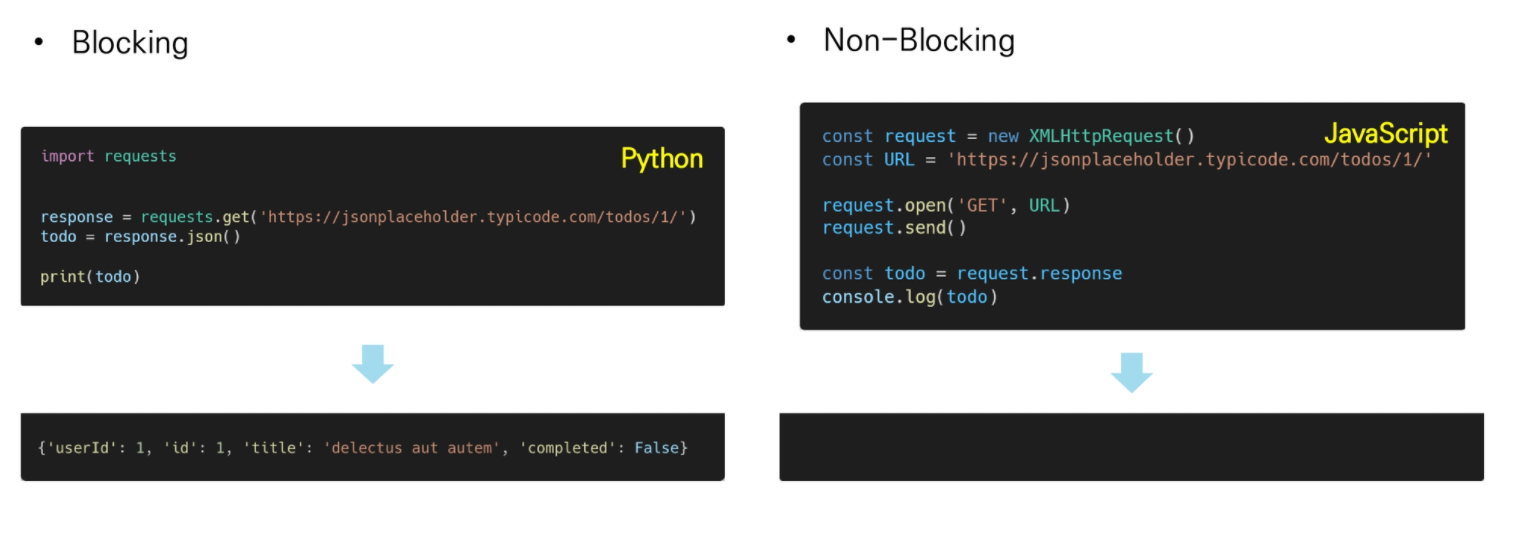 • Blocking
import requests
Python
response = requests.get('https://jsonplaceholder.typicode.com/todos/1/')
todo = response.json()
print(todo)
{'userId': 1, 'id': 1, 'title': 'delectus aut autem', 'completed': False}
• Non-Blocking
const request = new XMLHttpRequest()
JavaScript
const URL = 'https://jsonplaceholder.typicode.com/todos/1/'
request.open('GET', URL)
request.send()
const todo = request.response
console.log(todo)